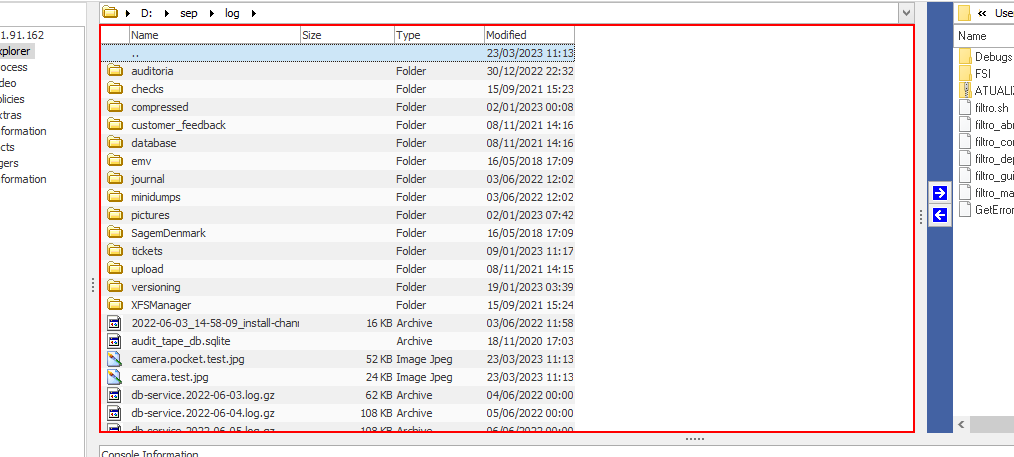 D: sep log
« User
1.91.162
xplorer
ocess
deo
olicies
xtras
formation
cts
gers
formation
Name Size Type Modified
.. 23/03/2023 11:13
auditoria Folder 30/12/2022 22:32
checks Folder 15/09/2021 15:23
compressed Folder 02/01/2023 00:08
customer_feedback Folder 08/11/2021 14:16
database Folder 08/11/2021 14:16
emv Folder 16/05/2018 17:09
journal Folder 03/06/2022 12:02
minidumps Folder 03/06/2022 12:02
pictures Folder 02/01/2023 07:42
SagemDenmark Folder 16/05/2018 17:09
tickets Folder 09/01/2023 11:17
upload Folder 08/11/2021 14:15
versioning Folder 19/01/2023 03:39
XFSManager Folder 15/09/2021 15:24
2022-06-03_14-58-09_install-chann 16 KB Archive 03/06/2022 11:58
audit_tape_db.sqlite Archive 18/11/2020 17:03
camera.pocket.test.jpg 52 KB Image Jpeg 23/03/2023 11:13
camera.test.jpg 24 KB Image Jpeg 23/03/2023 11:13
db-service.2022-06-03.log.gz 62 KB Archive 04/06/2022 00:00
db-service.2022-06-04.log.gz 108 KB Archive 05/06/2022 00:00
db-service.2022-06-05.log.gz 108 KB Archive 06/06/2022 00:00
Name
Debugs
FSI
ATUALIZ
filtro.sh
filtro_abr
filtro_cor
filtro_dep
filtro_gui
filtro_ma
GetError
Console Information